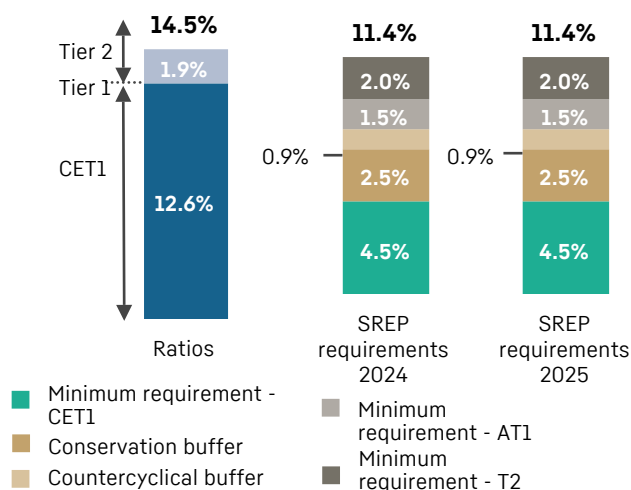 14.5%
11.4%
11.4%
Tier 2
1.9%
2.0%
2.0%
Tier 1
1.5%
1.5%
0.9%
0.9%
CET1
2.5%
2.5%
12.6%
4.5%
4.5%
Ratios
SREP
requirements
2024
SREP
requirements
2025
Minimum requirement -
CET1
Conservation buffer
Countercyclical buffer
Minimum
requirement - AT1
Minimum
requirement - T2